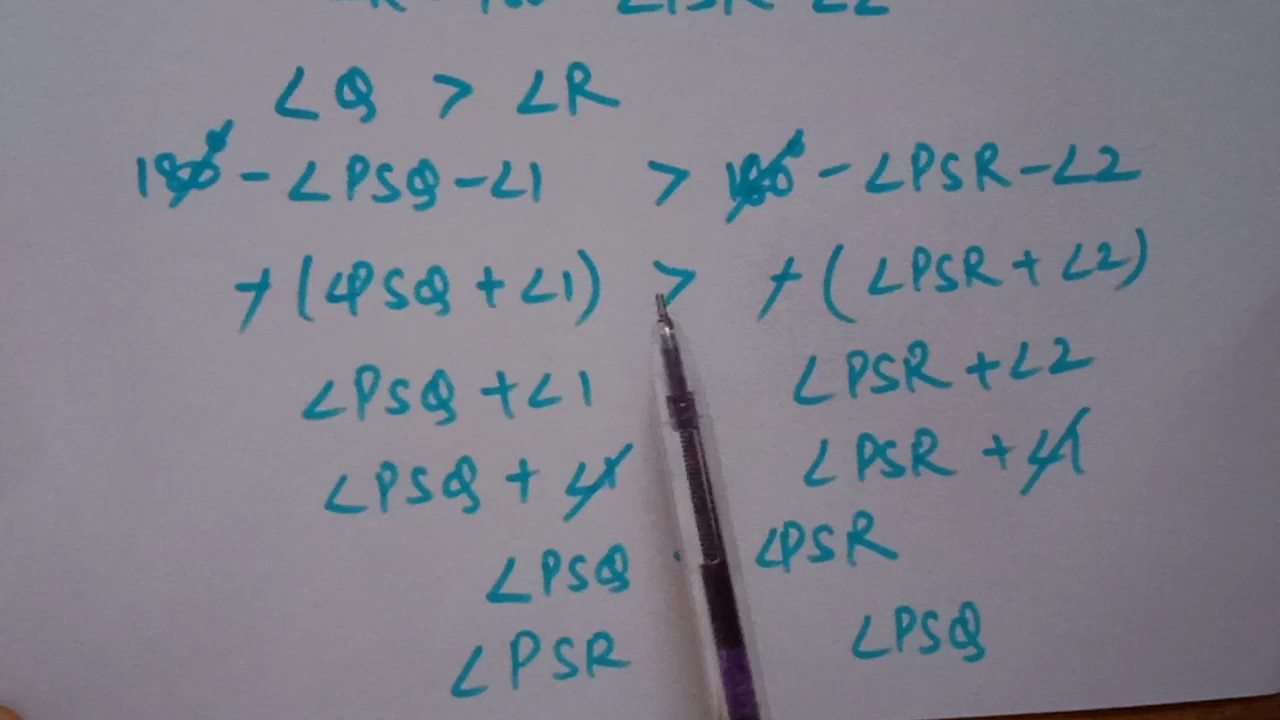 ∠Q > ∠R
180° - ∠PSQ - ∠1 > 180° - ∠PSR - ∠2
-(∠PSQ + ∠1) > -(∠PSR + ∠2)
∠PSQ + ∠1 ∠PSR + ∠2
∠PSQ + ∠1 ∠PSR + ∠1
∠PSQ ∠PSR
∠PSR ∠PSQ